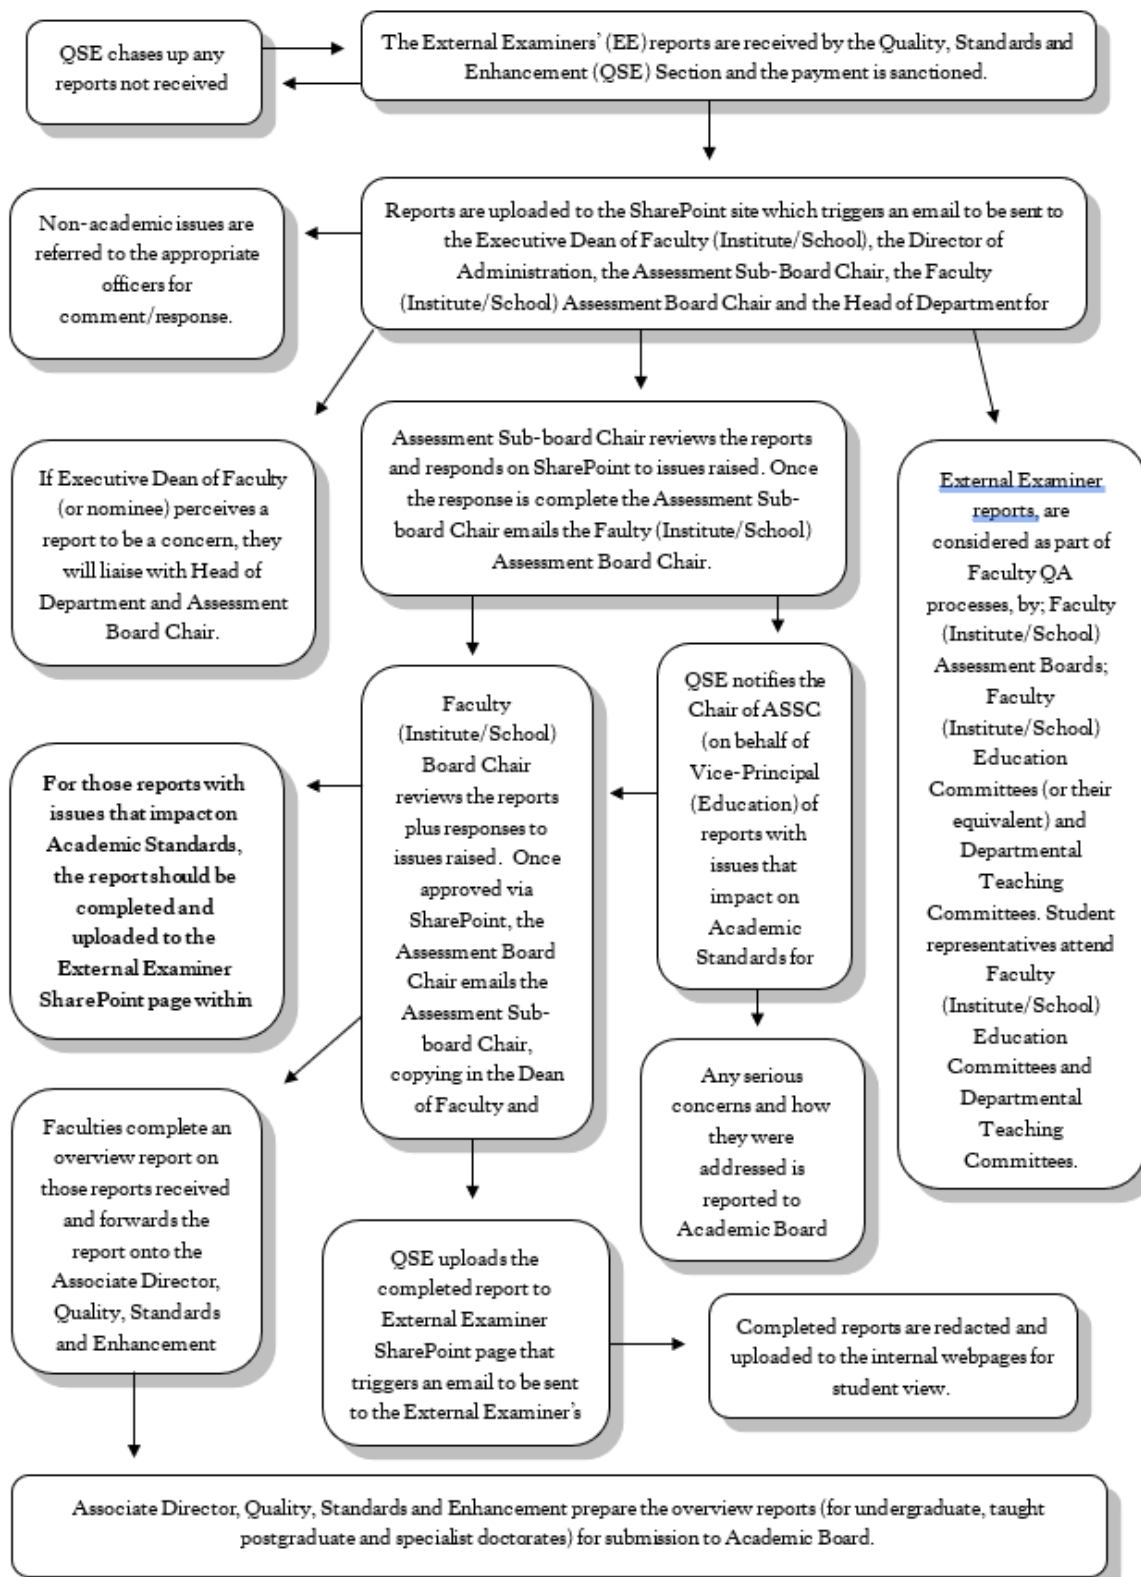 QSE chases up any
reports not received
The External Examiners' (EE) reports are received by the Quality, Standards and
Enhancement (QSE) Section and the payment is sanctioned.
Non-academic issues are
referred to the appropriate
officers for
comment/response.
Reports are uploaded to the SharePoint site which triggers an email to be sent to
the Executive Dean of Faculty (Institute/School), the Director of
Administration, the Assessment Sub-Board Chair, the Faculty
(Institute/School) Assessment Board Chair and the Head of Department for
If Executive Dean of Faculty
(or nominee) perceives a
report to be a concern, they
will liaise with Head of
Department and Assessment
Board Chair.
Assessment Sub-board Chair reviews the reports
and responds on SharePoint to issues raised. Once
the response is complete the Assessment Sub-
board Chair emails the Faulty (Institute/School)
Assessment Board Chair.
External Examiner
reports, are
considered as part of
Faculty QA
processes, by; Faculty
(Institute/School)
Assessment Boards;
Faculty
(Institute/School)
Education
Committees (or their
equivalent) and
Departmental
Teaching
Committees. Student
representatives attend
Faculty
(Institute/School)
Education
Committees and
Departmental
Teaching
Committees.
For those reports with
issues that impact on
Academic Standards,
the report should be
completed and
uploaded to the
External Examiner
SharePoint page within
Faculty
(Institute/School)
Board Chair
reviews the reports
plus responses to
issues raised. Once
approved via
SharePoint, the
Assessment Board
Chair emails the
Assessment Sub-
board Chair,
copying in the Dean
of Faculty and
QSE notifies the
Chair of ASSC
(on behalf of
Vice-Principal
(Education) of
reports with
issues that
impact on
Academic
Standards for
Any serious
concerns and how
they were
addressed is
reported to
Academic Board
Faculties complete an
overview report on
those reports received
and forwards the
report onto the
Associate Director,
Quality, Standards
and Enhancement
QSE uploads the
completed report to
External Examiner
SharePoint page that
triggers an email to be sent
to the External Examiner's
Completed reports are redacted and
uploaded to the internal webpages for
student view.
Associate Director, Quality, Standards and Enhancement prepare the overview reports (for undergraduate, taught
postgraduate and specialist doctorates) for submission to Academic Board.